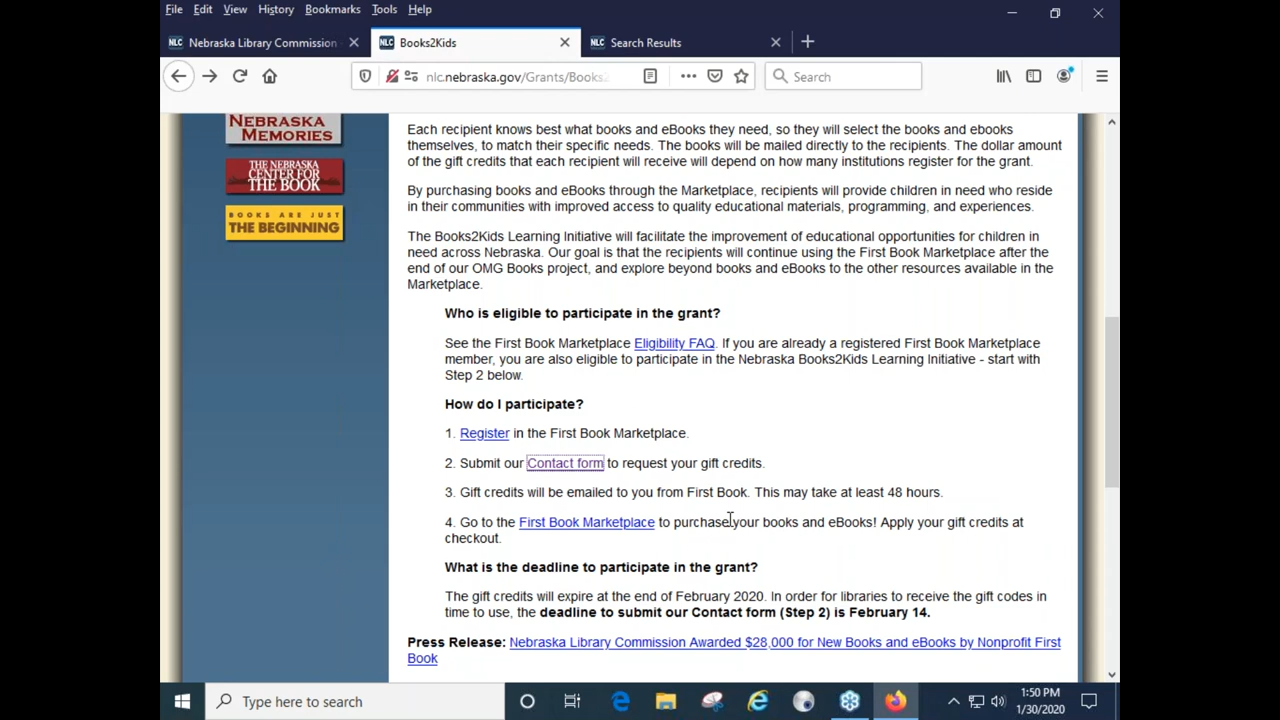 File Edit View History Bookmarks Tools Help
NLC Nebraska Library Commission
NLC Books2Kids
NLC Search Results
nlc.nebraska.gov/Grants/Books2
Search
NEBRASKA
MEMORIES
THE NEBRASKA
CENTER FOR
THE BOOK
BOOKS ARE JUST
THE BEGINNING
Each recipient knows best what books and eBooks they need, so they will select the books and ebooks
themselves, to match their specific needs. The books will be mailed directly to the recipients. The dollar amount
of the gift credits that each recipient will receive will depend on how many institutions register for the grant.
By purchasing books and eBooks through the Marketplace, recipients will provide children in need who reside
in their communities with improved access to quality educational materials, programming, and experiences.
The Books2Kids Learning Initiative will facilitate the improvement of educational opportunities for children in
need across Nebraska. Our goal is that the recipients will continue using the First Book Marketplace after the
end of our OMG Books project, and explore beyond books and eBooks to the other resources available in the
Marketplace.
Who is eligible to participate in the grant?
See the First Book Marketplace Eligibility FAQ. If you are already a registered First Book Marketplace
member, you are also eligible to participate in the Nebraska Books2Kids Learning Initiative - start with
Step 2 below.
How do I participate?
1. Register in the First Book Marketplace.
2. Submit our Contact form to request your gift credits.
3. Gift credits will be emailed to you from First Book. This may take at least 48 hours.
4. Go to the First Book Marketplace to purchase your books and eBooks! Apply your gift credits at
checkout.
What is the deadline to participate in the grant?
The gift credits will expire at the end of February 2020. In order for libraries to receive the gift codes in
time to use, the deadline to submit our Contact form (Step 2) is February 14.
Press Release: Nebraska Library Commission Awarded $28,000 for New Books and eBooks by Nonprofit First
Book
Type here to search
1:50 PM
1/30/2020